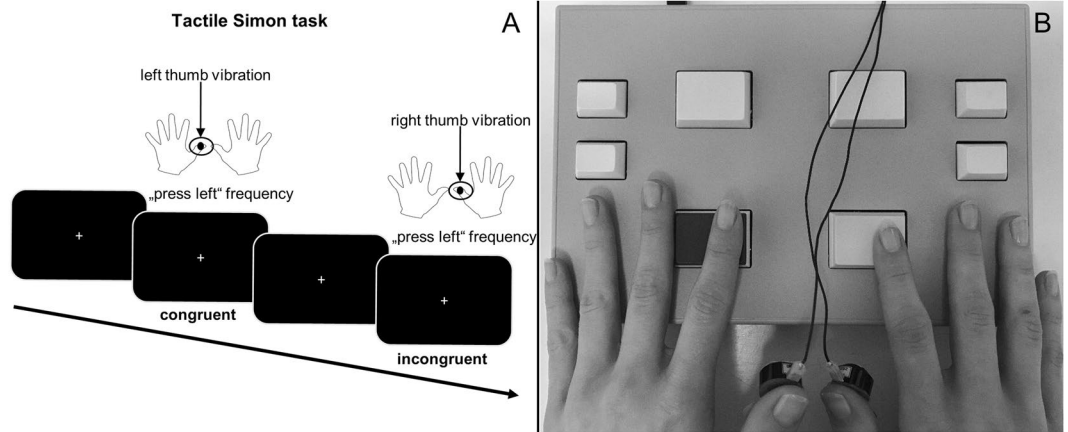 Tactile Simon task
A
B
left thumb vibration
right thumb vibration
„press left“ frequency
„press left“ frequency
congruent
incongruent